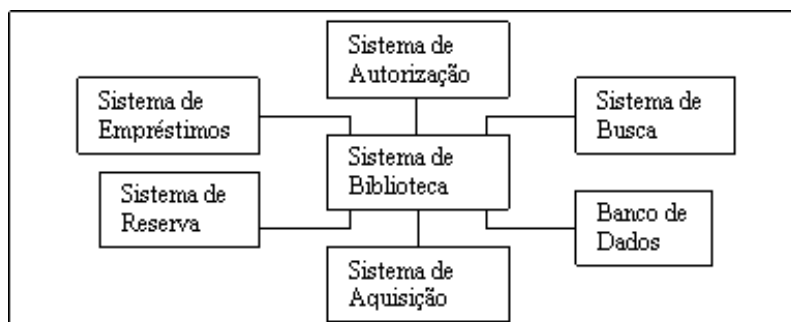 Sistema de
Autorização
Sistema de
Empréstimos
Sistema de
Busca
Sistema de
Biblioteca
Sistema de
Reserva
Banco de
Dados
Sistema de
Aquisição